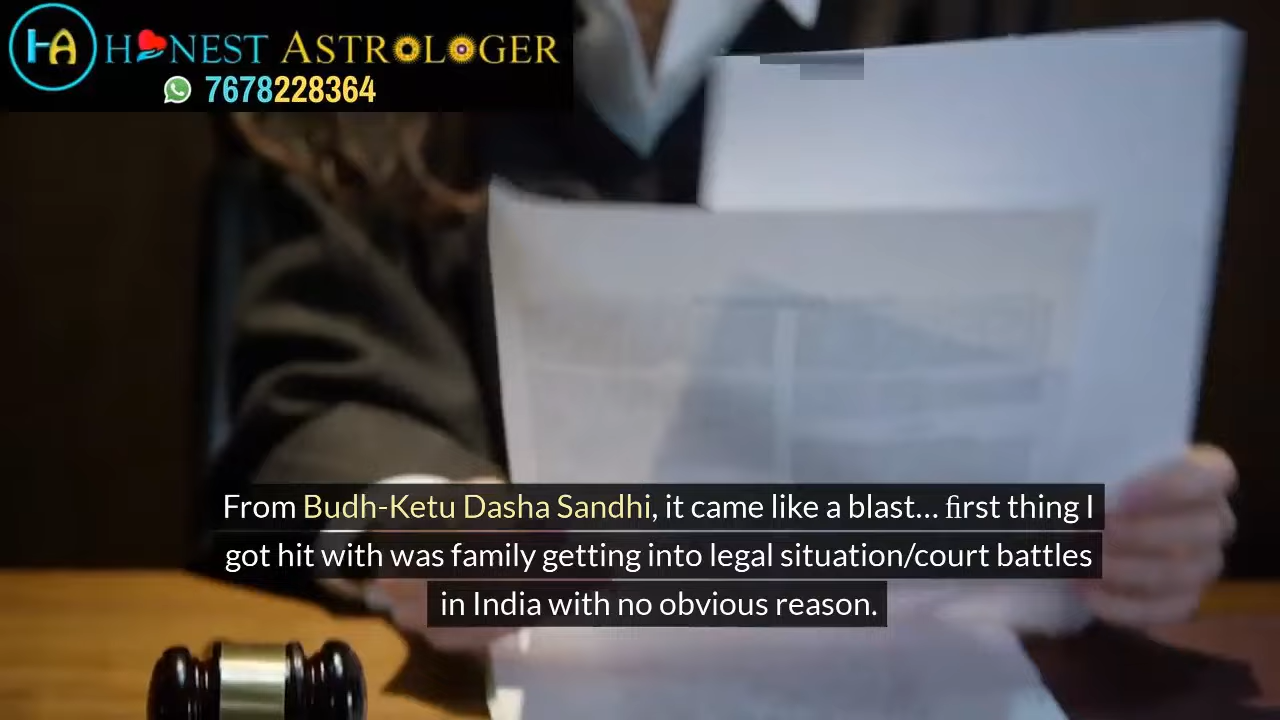 HA HONEST ASTROLOGER
7678228364
From Budh-Ketu Dasha Sandhi, it came like a blast... first thing I
got hit with was family getting into legal situation/court battles
in India with no obvious reason.